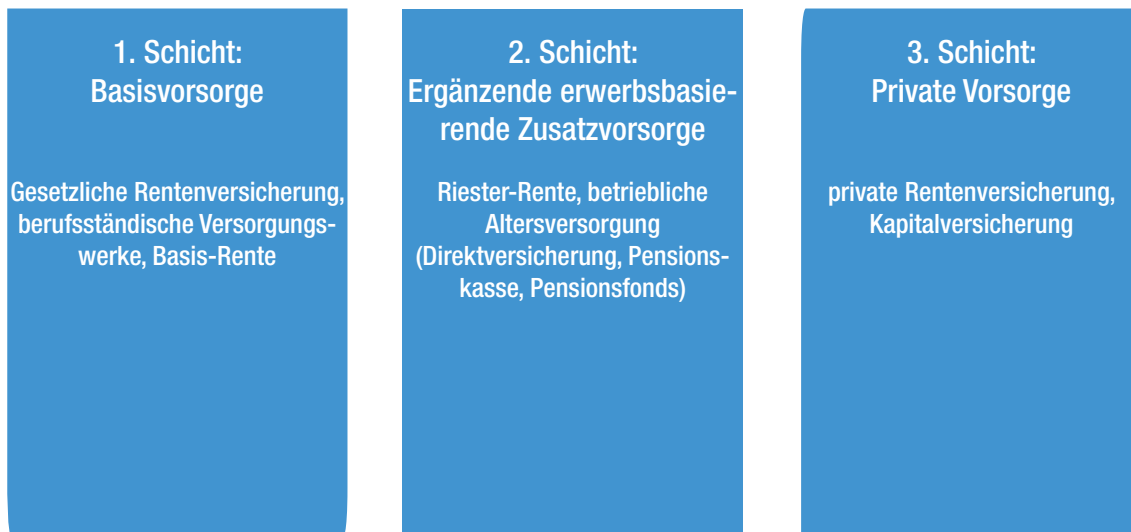 1. Schicht:
Basisvorsorge
Gesetzliche Rentenversicherung,
berufsständische Versorgungs-
werke, Basis-Rente
2. Schicht:
Ergänzende erwerbsbasie-
rende Zusatzvorsorge
Riester-Rente, betriebliche
Altersversorgung
(Direktversicherung, Pensions-
kasse, Pensionsfonds)
3. Schicht:
Private Vorsorge
private Rentenversicherung,
Kapitalversicherung